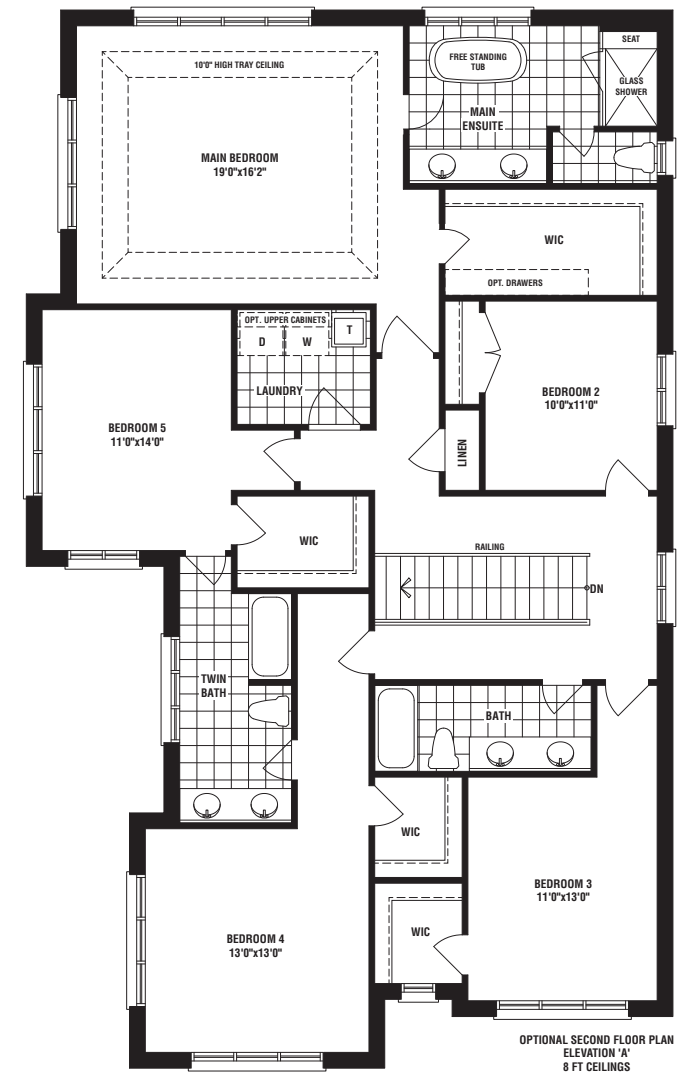 SEAT
FREE STANDING
TUB
10'0" HIGH TRAY CEILING
GLASS
SHOWER
MAIN
ENSUITE
MAIN BEDROOM
19'0"x16'2"
WIC
OPT. DRAWERS
OPT. UPPER CABINETS
T
D
W
LAUNDRY
BEDROOM 2
10'0"x11'0"
BEDROOM 5
11'0"x14'0"
LINEN
WIC
RAILING
DN
TWIN
BATH
BATH
WIC
BEDROOM 3
11'0"x13'0"
WIC
BEDROOM 4
13'0"x13'0"
OPTIONAL SECOND FLOOR PLAN
ELEVATION 'A'
8 FT CEILINGS